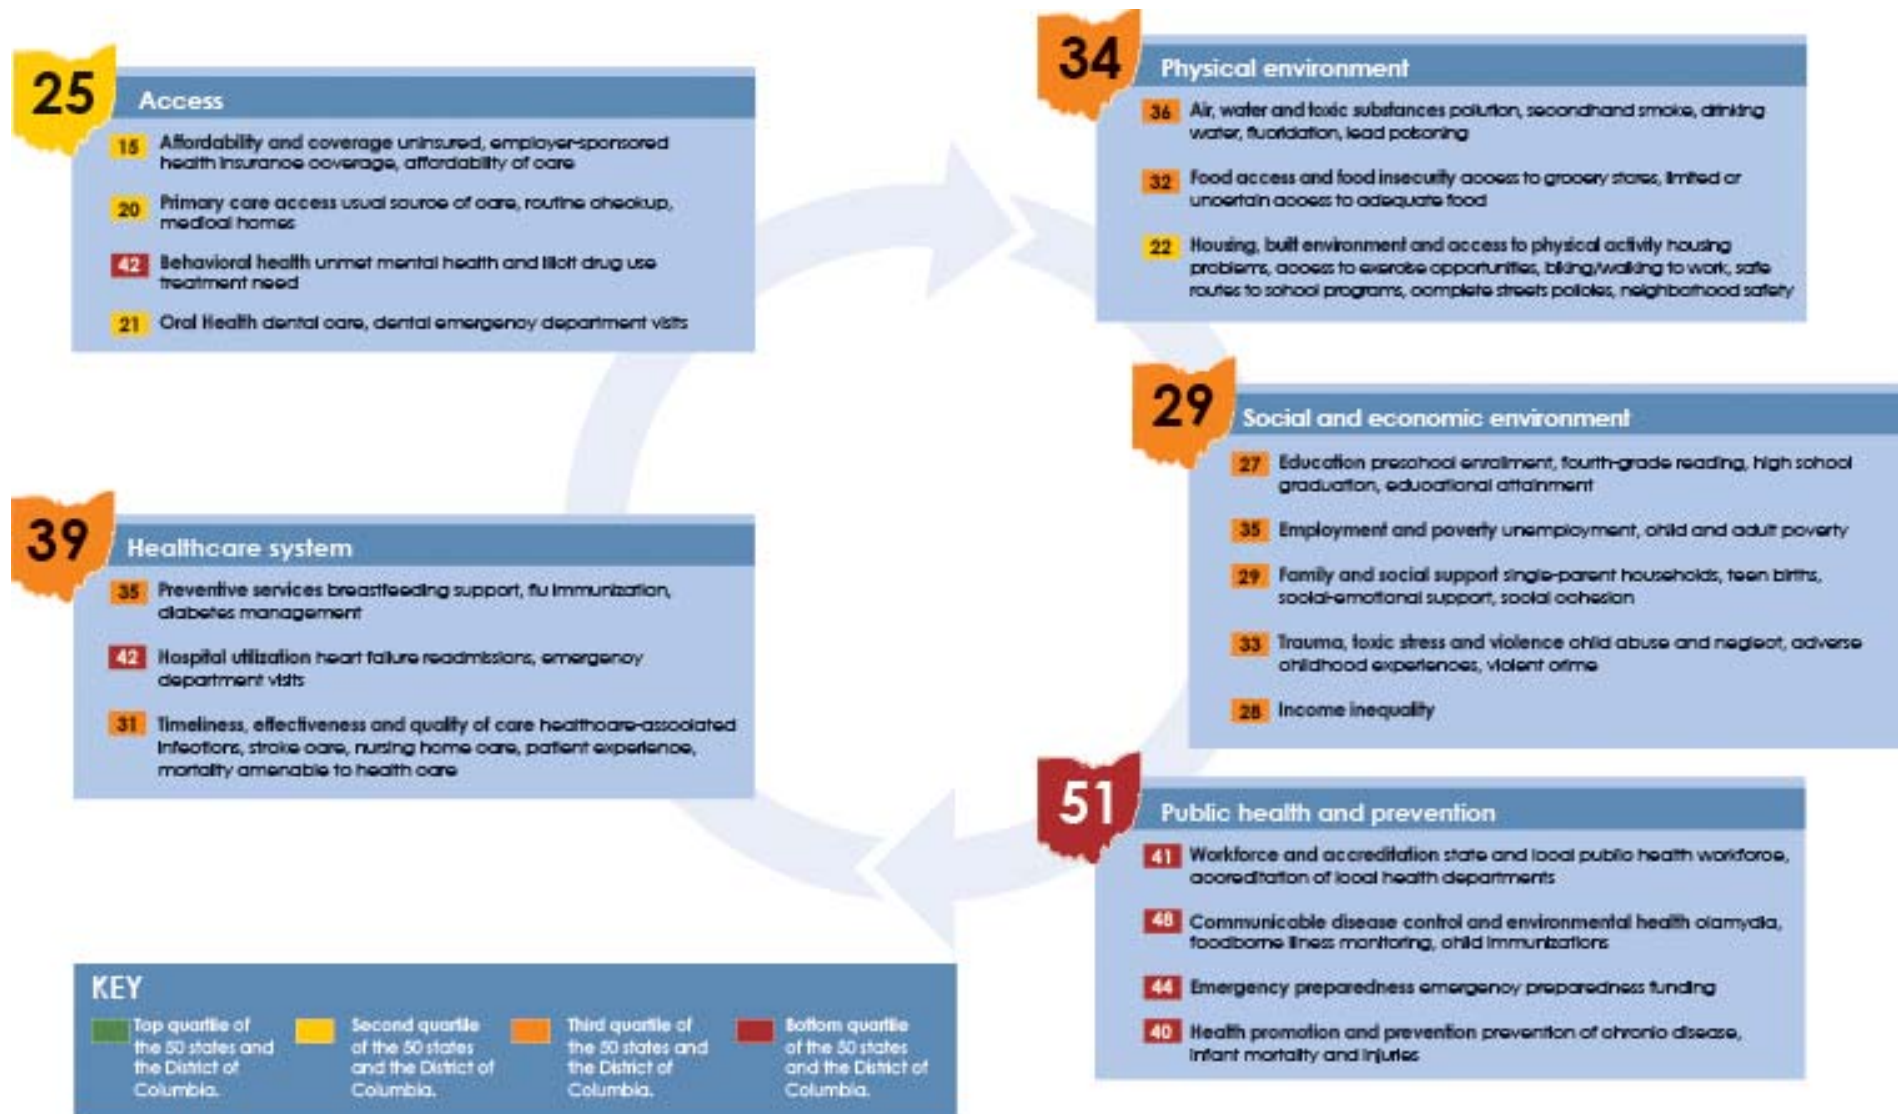 25
Access
15 Affordability and coverage uninsured, employer-sponsored
health insurance coverage, affordability of care
20 Primary care access usual source of care, routine checkup,
medical homes
42 Behavioral health unmet mental health and illicit drug use
treatment need
21 Oral Health dental care, dental emergency department visits
39
Healthcare system
35 Preventive services breastfeeding support, flu immunization,
diabetes management
42 Hospital utilization heart failure readmissions, emergency
department visits
31 Timeliness, effectiveness and quality of care healthcare-associated
infections, stroke care, nursing home care, patient experience,
mortality amenable to health care
34
Physical environment
36 Air, water and toxic substances pollution, secondhand smoke, drinking
water, fluoridation, lead poisoning
32 Food access and food insecurity access to grocery stores, limited or
uncertain access to adequate food
22 Housing, built environment and access to physical activity housing
problems, access to exercise opportunities, biking/walking to work, safe
routes to school programs, complete streets policies, neighborhood safety
29
Social and economic environment
27 Education preschool enrollment, fourth-grade reading, high school
graduation, educational attainment
35 Employment and poverty unemployment, child and adult poverty
29 Family and social support single-parent households, teen births,
social-emotional support, social cohesion
33 Trauma, toxic stress and violence child abuse and neglect, adverse
childhood experiences, violent crime
28 Income inequality
51
Public health and prevention
41 Workforce and accreditation state and local public health workforce,
accreditation of local health departments
48 Communicable disease control and environmental health clamydia,
foodborne illness monitoring, child immunizations
44 Emergency preparedness emergency preparedness funding
40 Health promotion and prevention prevention of chronic disease,
infant mortality and injuries
KEY
Top quartile of
the 50 states and
the District of
Columbia.
Second quartile
of the 50 states
and the District of
Columbia.
Third quartile of
the 50 states and
the District of
Columbia.
Bottom quartile
of the 50 states
and the District of
Columbia.